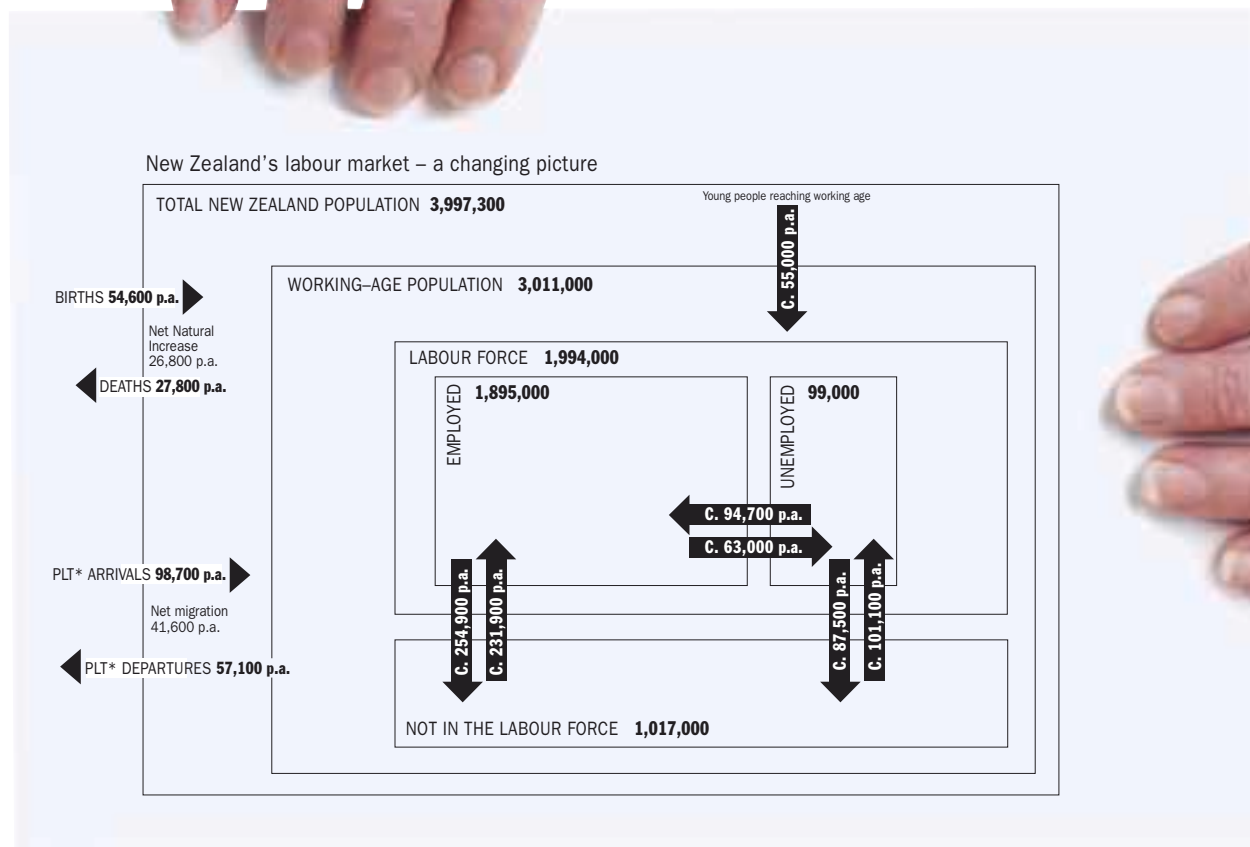 New Zealand's labour market – a changing picture
TOTAL NEW ZEALAND POPULATION 3,997,300
Young people reaching working age
C. 55,000 p.a.
WORKING–AGE POPULATION 3,011,000
BIRTHS 54,600 p.a.
Net Natural
Increase
26,800 p.a.
DEATHS 27,800 p.a.
LABOUR FORCE 1,994,000
EMPLOYED
1,895,000
UNEMPLOYED
99,000
C. 94,700 p.a.
C. 63,000 p.a.
PLT* ARRIVALS 98,700 p.a.
Net migration
41,600 p.a.
PLT* DEPARTURES 57,100 p.a.
C. 254,900 p.a.
C. 231,900 p.a.
C. 87,500 p.a.
C. 101,100 p.a.
NOT IN THE LABOUR FORCE 1,017,000